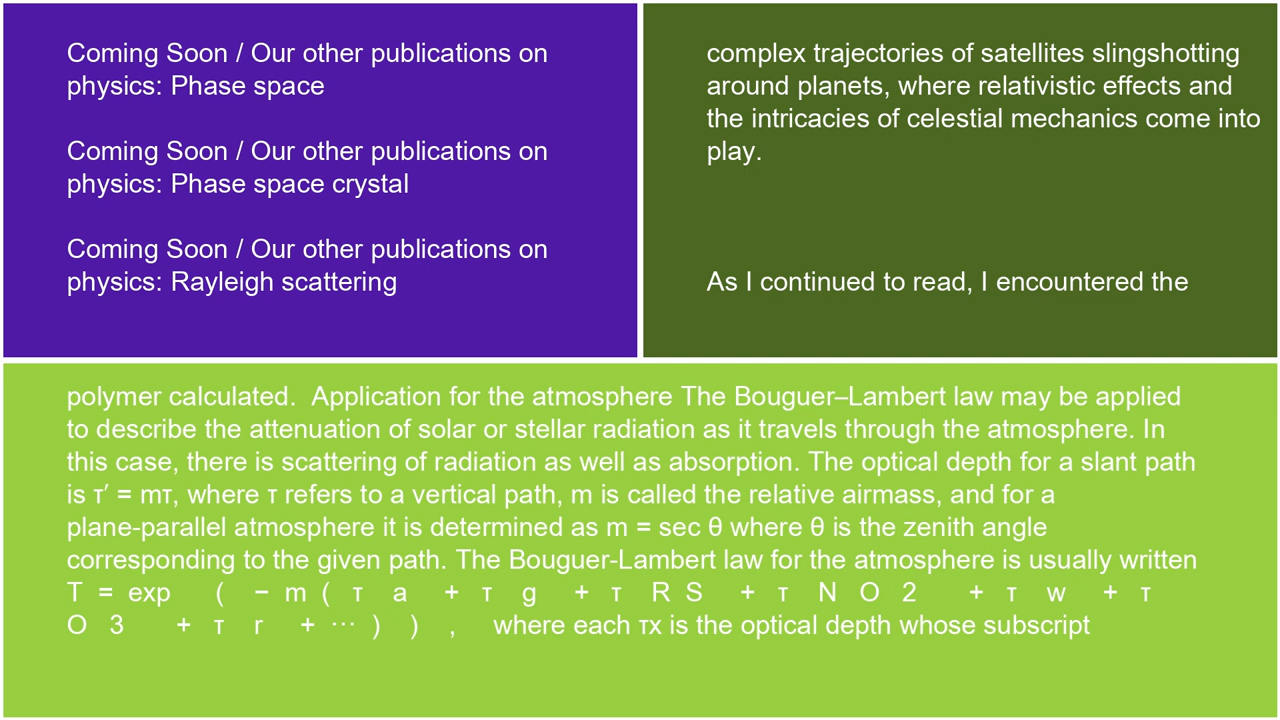 Coming Soon / Our other publications on
physics: Phase space
Coming Soon / Our other publications on
physics: Phase space crystal
Coming Soon / Our other publications on
physics: Rayleigh scattering
complex trajectories of satellites slingshotting
around planets, where relativistic effects and
the intricacies of celestial mechanics come into
play.
As I continued to read, I encountered the
polymer calculated.  Application for the atmosphere The Bouguer–Lambert law may be applied
to describe the attenuation of solar or stellar radiation as it travels through the atmosphere. In
this case, there is scattering of radiation as well as absorption. The optical depth for a slant path
is τ′ = mτ, where τ refers to a vertical path, m is called the relative airmass, and for a
plane-parallel atmosphere it is determined as m = sec θ where θ is the zenith angle
corresponding to the given path. The Bouguer-Lambert law for the atmosphere is usually written
T = exp ( − m ( τ a + τ g + τ R S + τ N O 2 + τ w + τ
O 3 + τ r + ⋯ ) ) , where each τx is the optical depth whose subscript